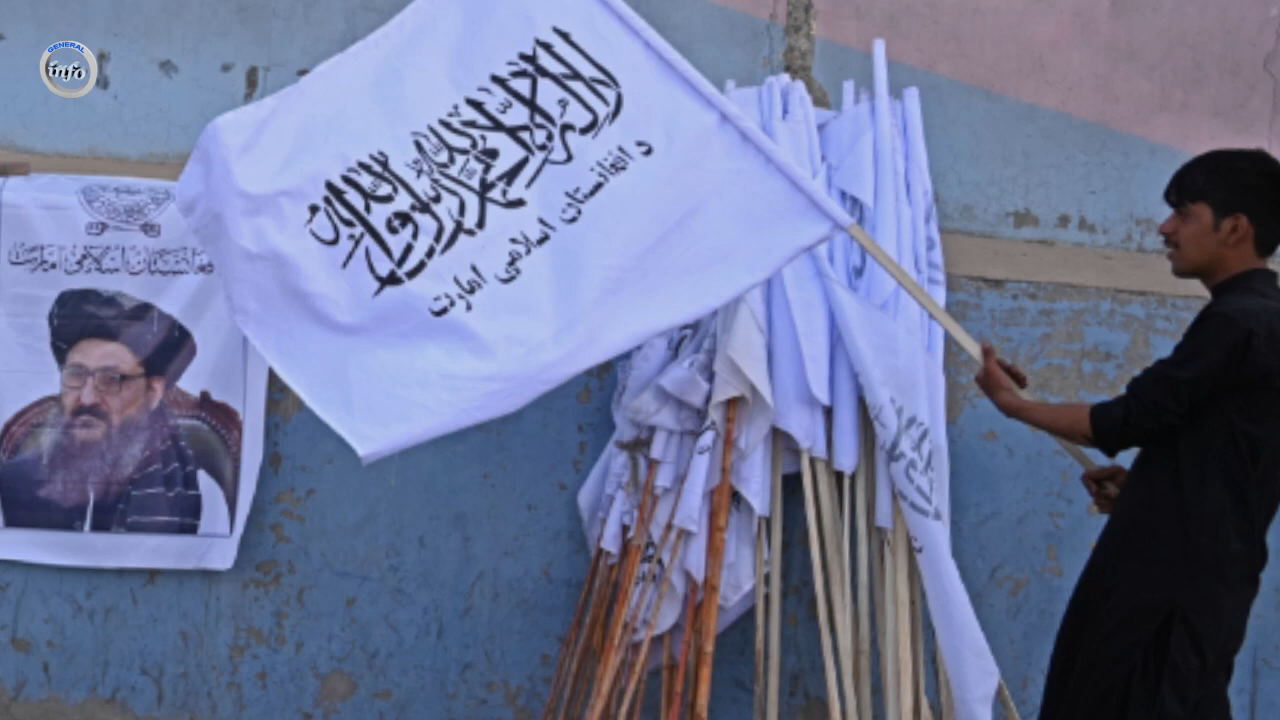 GENERAL
info
لا اله الا الله محمد رسول الله
د افغانستان اسلامی امارت
افغانستان اسلامی امارت